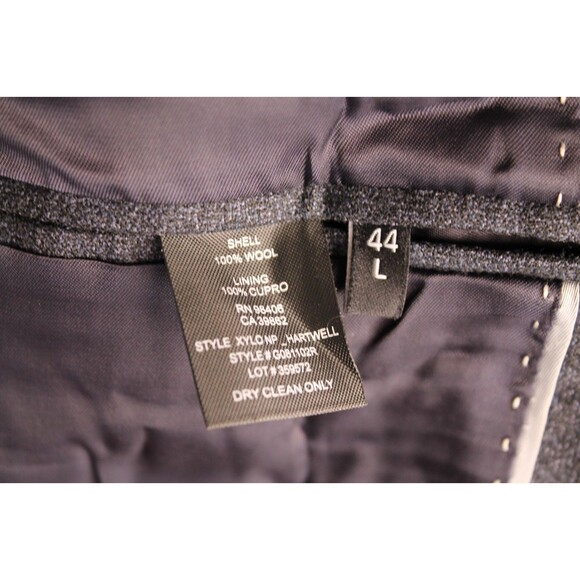 SHELL
100% WOOL
LINING
100% CUPRO
RN 98408
CA 39882
STYLE XYLO NP _HARTWELL
STYLE # G081102R
LOT # 359572
DRY CLEAN ONLY
44
L